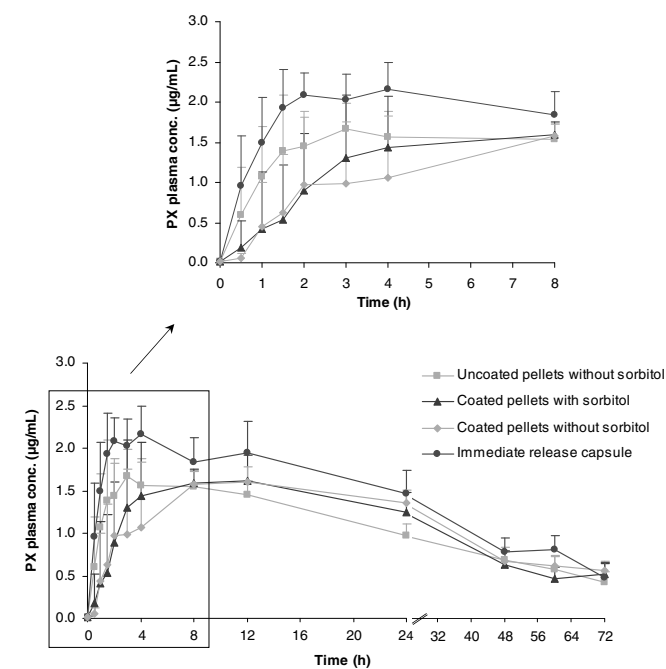 3.0
2.5
2.0
1.5
1.0
0.5
0.0
PX plasma conc. (µg/mL)
0 1 2 3 4 5 6 7 8
Time (h)
3.0
2.5
2.0
1.5
1.0
0.5
0.0
PX plasma conc. (µg/mL)
Uncoated pellets without sorbitol
Coated pellets with sorbitol
Coated pellets without sorbitol
Immediate release capsule
0 4 8 12 16 20 24 32 40 48 56 64 72
Time (h)